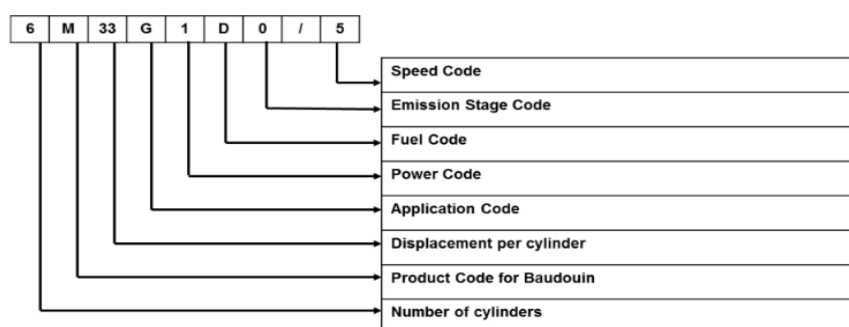 6 M 33 G 1 D 0 / 5
Speed Code
Emission Stage Code
Fuel Code
Power Code
Application Code
Displacement per cylinder
Product Code for Baudouin
Number of cylinders